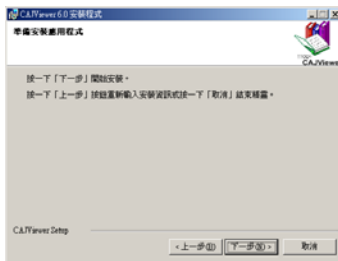 CAJViewer 6.0 安裝程式
準備安裝應用程式
CAJViewer
按一下「下一步」開始安裝。
按一下「上一步」按鈕重新輸入安裝資訊或按一下「取消」結束精靈。
CAJViewer Setup
<上一步(B)
下一步(N)>
取消